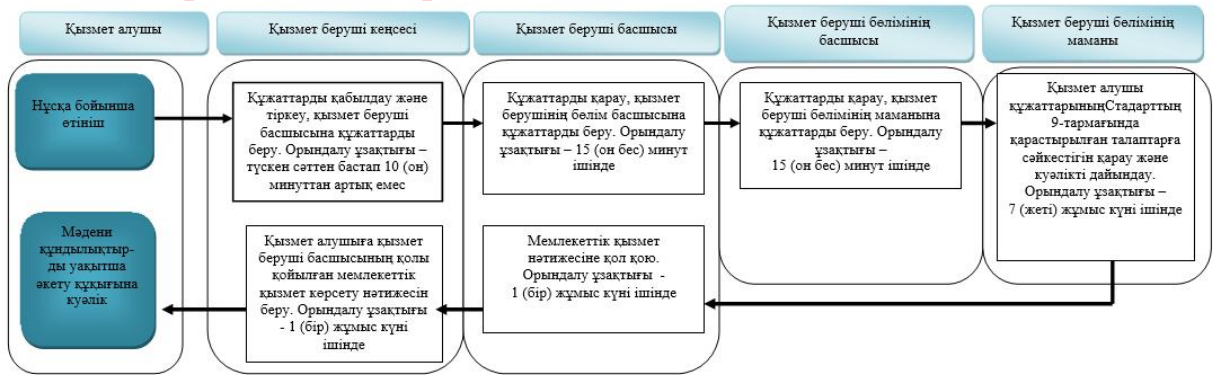 Қызмет алушы
Қызмет беруші кеңсесі
Қызмет беруші басшысы
Қызмет беруші бөлімінің
басшысы
Қызмет беруші бөлімінің
маманы
Нұсқа бойынша
өтініш
Құжаттарды қабылдау және
тіркеу, қызмет беруші
басшысына құжаттарды
беру. Орындалу ұзақтығы –
түскен сәттен бастап 10 (он)
минуттан артық емес
Құжаттарды қарау, қызмет
берушінің бөлім басшысына
құжаттарды беру. Орындалу
ұзақтығы – 15 (он бес) минут
ішінде
Құжаттарды қарау, қызмет
беруші бөлімінің маманына
құжаттарды беру. Орындалу
ұзақтығы –
15 (он бес) минут ішінде
Қызмет алушы
құжаттарыныңСтадарттың
9-тармағында
қарастырылған талаптарға
сәйкестігін қарау және
куәлікті дайындау.
Орындалу ұзақтығы –
7 (жеті) жұмыс күні ішінде
Мемлекеттік қызмет
нәтижесіне қол қою.
Орындалу ұзақтығы -
1 (бір) жұмыс күні ішінде
Қызмет алушыға қызмет
беруші басшысының қолы
қойылған мемлекеттік
қызмет көрсету нәтижесін
беру. Орындалу ұзақтығы
- 1 (бір) жұмыс күні
ішінде
Мәдени
құндылықтыр-
ды уақытша
әкету құқығына
куәлік